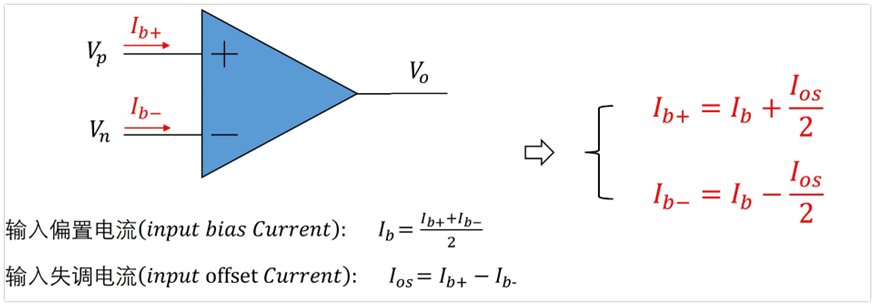 I_{b+}
V_p
+
V_o
I_{b-}
V_n
−
I_{b+} = I_b + \frac{I_{os}}{2}
I_{b-} = I_b - \frac{I_{os}}{2}
输入偏置电流(input bias Current): I_b = \frac{I_{b+}+I_{b-}}{2}
输入失调电流(input offset Current): I_{os} = I_{b+} - I_{b-}